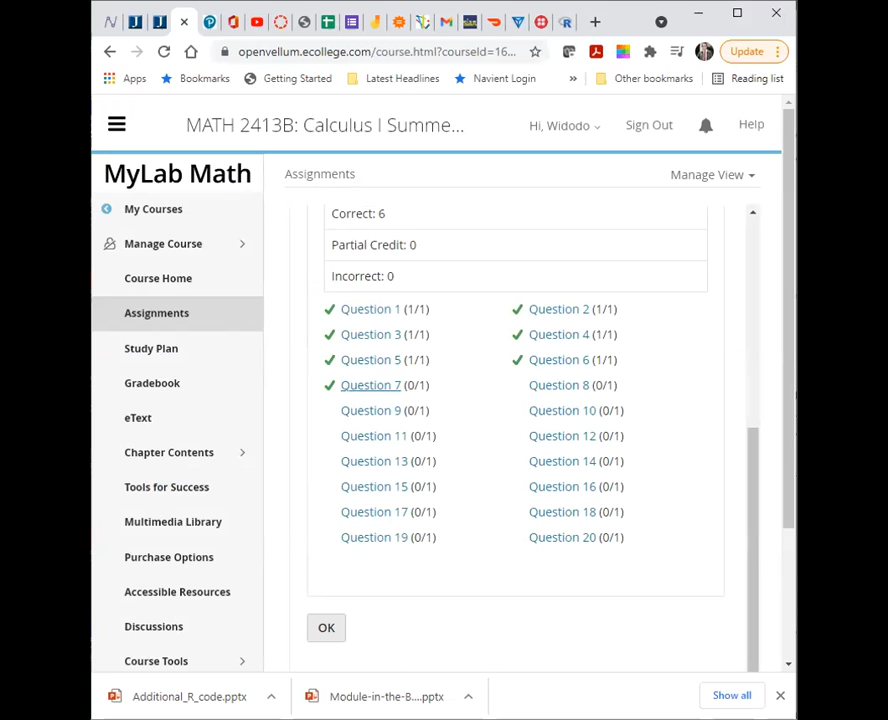 Update
openvellum.ecollege.com/course.html?courseId=16...
Apps Bookmarks Getting Started Latest Headlines Navient Login » Other bookmarks Reading list
MATH 2413B: Calculus I Summe... Hi, Widodo Sign Out Help
MyLab Math
Assignments Manage View
My Courses
Manage Course
Course Home
Assignments
Study Plan
Gradebook
eText
Chapter Contents
Tools for Success
Multimedia Library
Purchase Options
Accessible Resources
Discussions
Course Tools
Correct: 6
Partial Credit: 0
Incorrect: 0
Question 1 (1/1) Question 2 (1/1)
Question 3 (1/1) Question 4 (1/1)
Question 5 (1/1) Question 6 (1/1)
Question 7 (0/1) Question 8 (0/1)
Question 9 (0/1) Question 10 (0/1)
Question 11 (0/1) Question 12 (0/1)
Question 13 (0/1) Question 14 (0/1)
Question 15 (0/1) Question 16 (0/1)
Question 17 (0/1) Question 18 (0/1)
Question 19 (0/1) Question 20 (0/1)
OK
Additional_R_code.pptx Module-in-the-B....pptx Show all